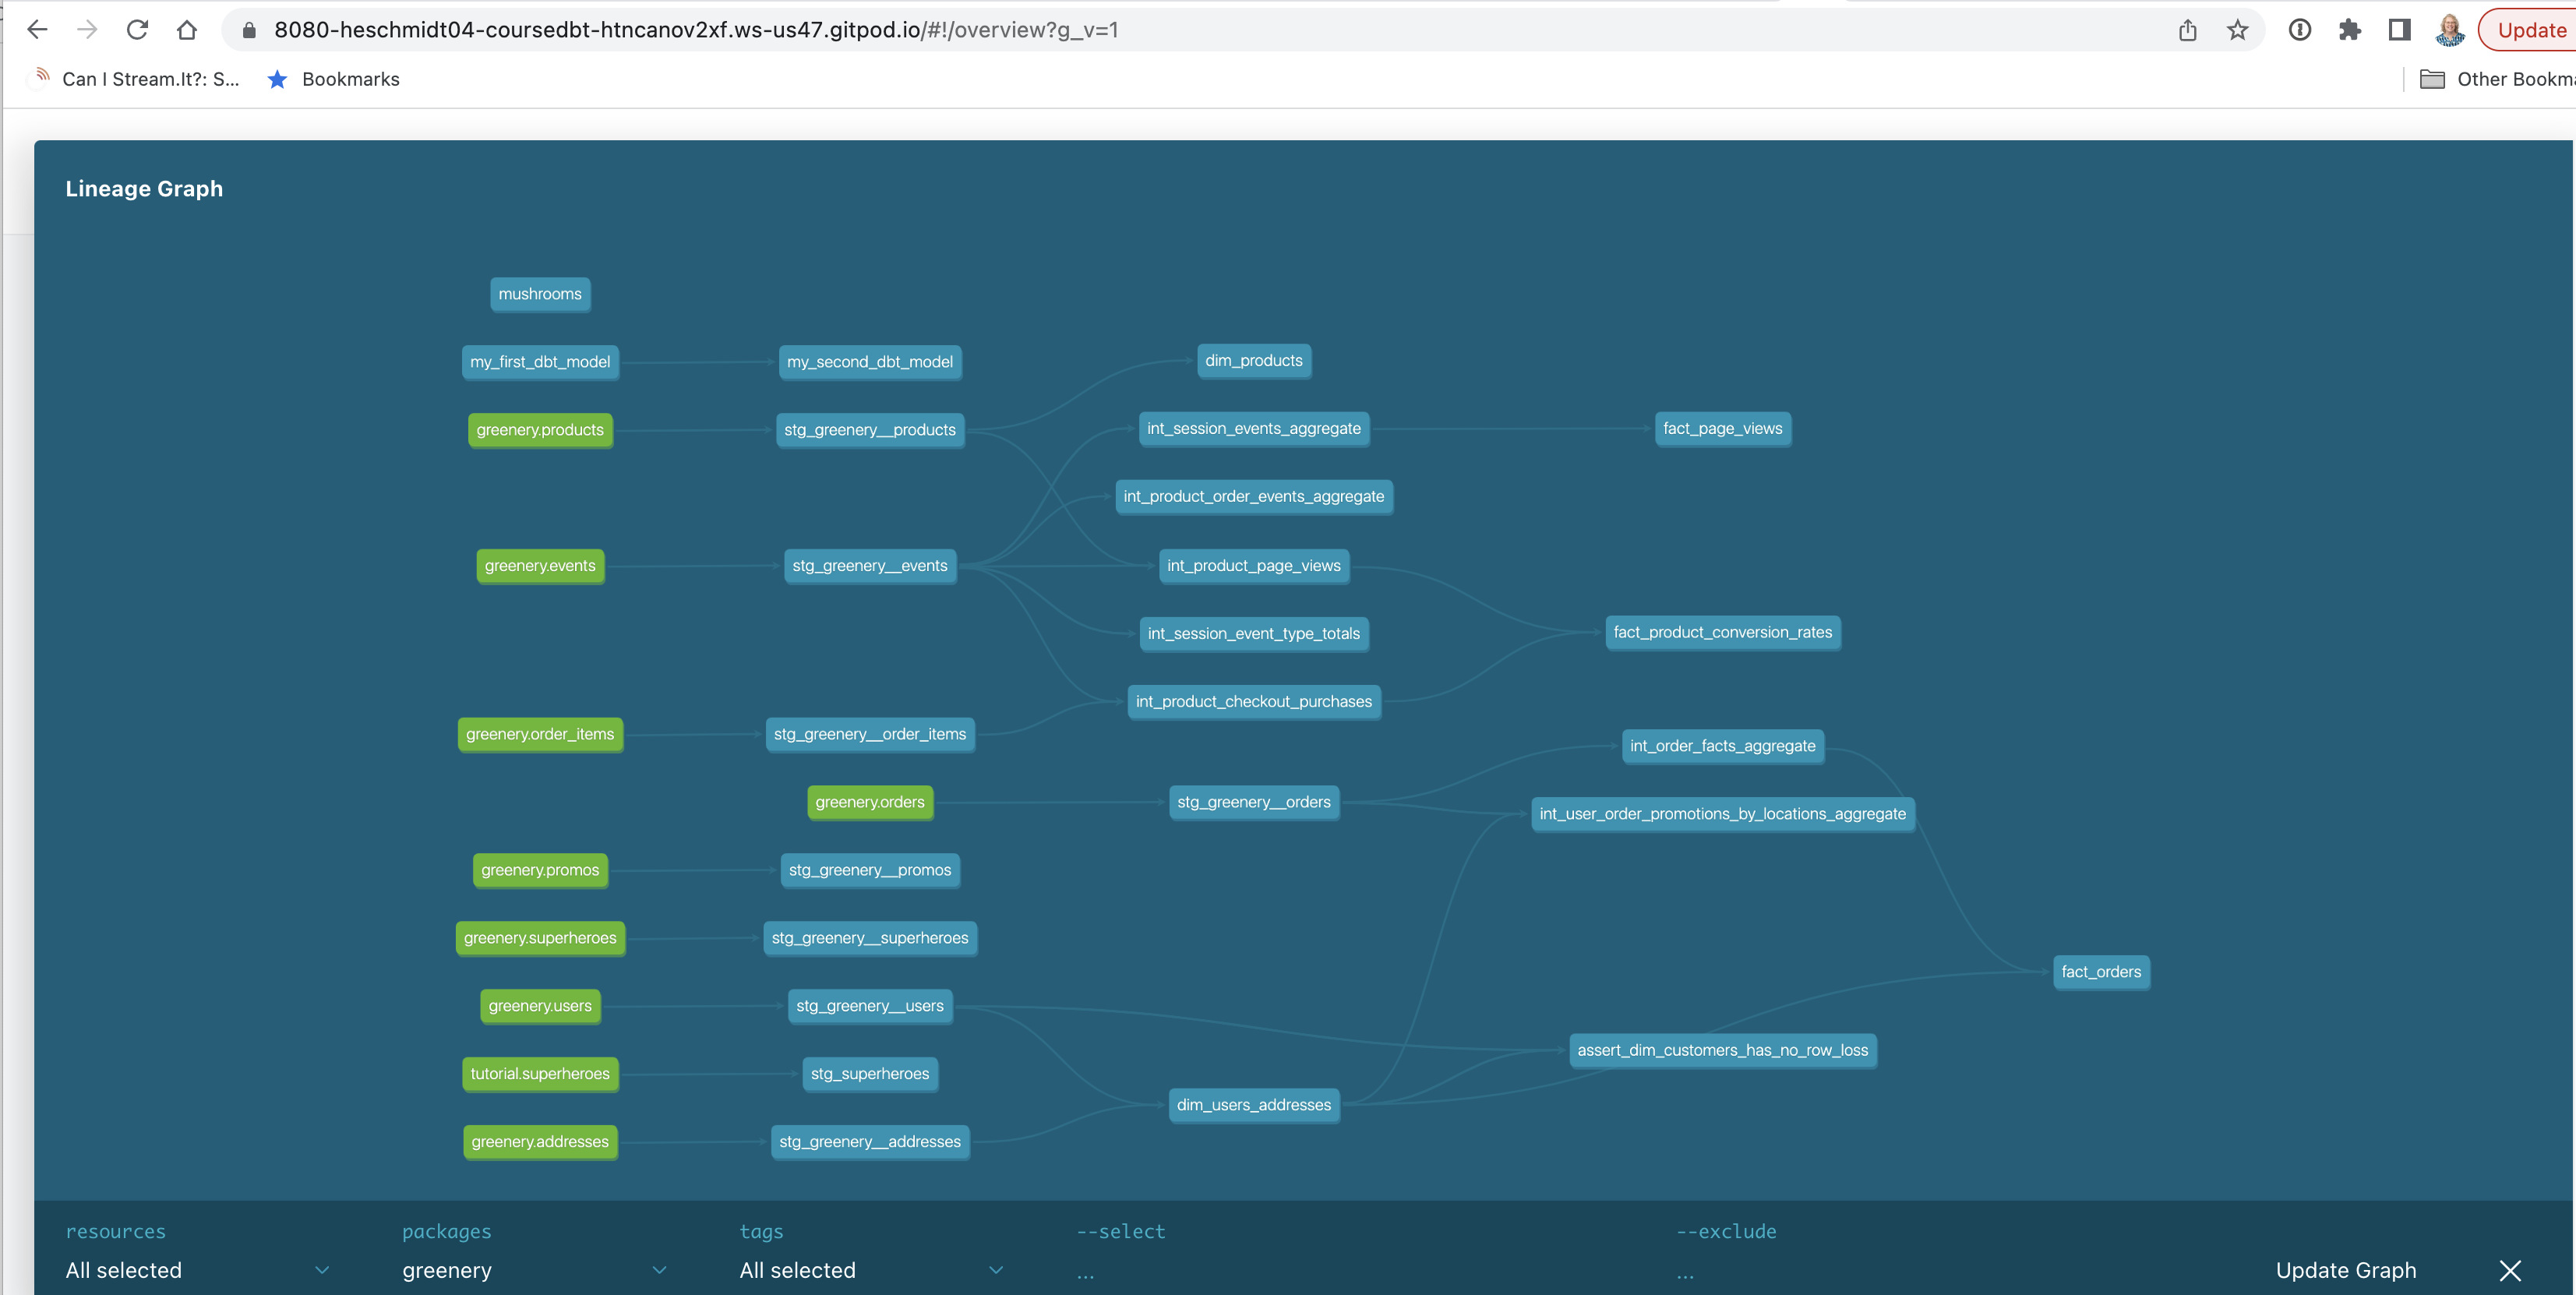 8080-heschmidt04-coursedbt-htncanov2xf.ws-us47.gitpod.io/#!/overview?g_v=1
Update
Can I Stream.It?: S...
Bookmarks
Other Bookma
Lineage Graph
mushrooms
my_first_dbt_model
my_second_dbt_model
dim_products
greenery.products
stg_greenery__products
int_session_events_aggregate
fact_page_views
int_product_order_events_aggregate
greenery.events
stg_greenery__events
int_product_page_views
int_session_event_type_totals
fact_product_conversion_rates
int_product_checkout_purchases
greenery.order_items
stg_greenery__order_items
int_order_facts_aggregate
greenery.orders
stg_greenery__orders
int_user_order_promotions_by_locations_aggregate
greenery.promos
stg_greenery__promos
greenery.superheroes
stg_greenery__superheroes
fact_orders
greenery.users
stg_greenery__users
assert_dim_customers_has_no_row_loss
tutorial.superheroes
stg_superheroes
dim_users_addresses
greenery.addresses
stg_greenery__addresses
resources
packages
tags
--select
--exclude
All selected
greenery
All selected
...
...
Update Graph